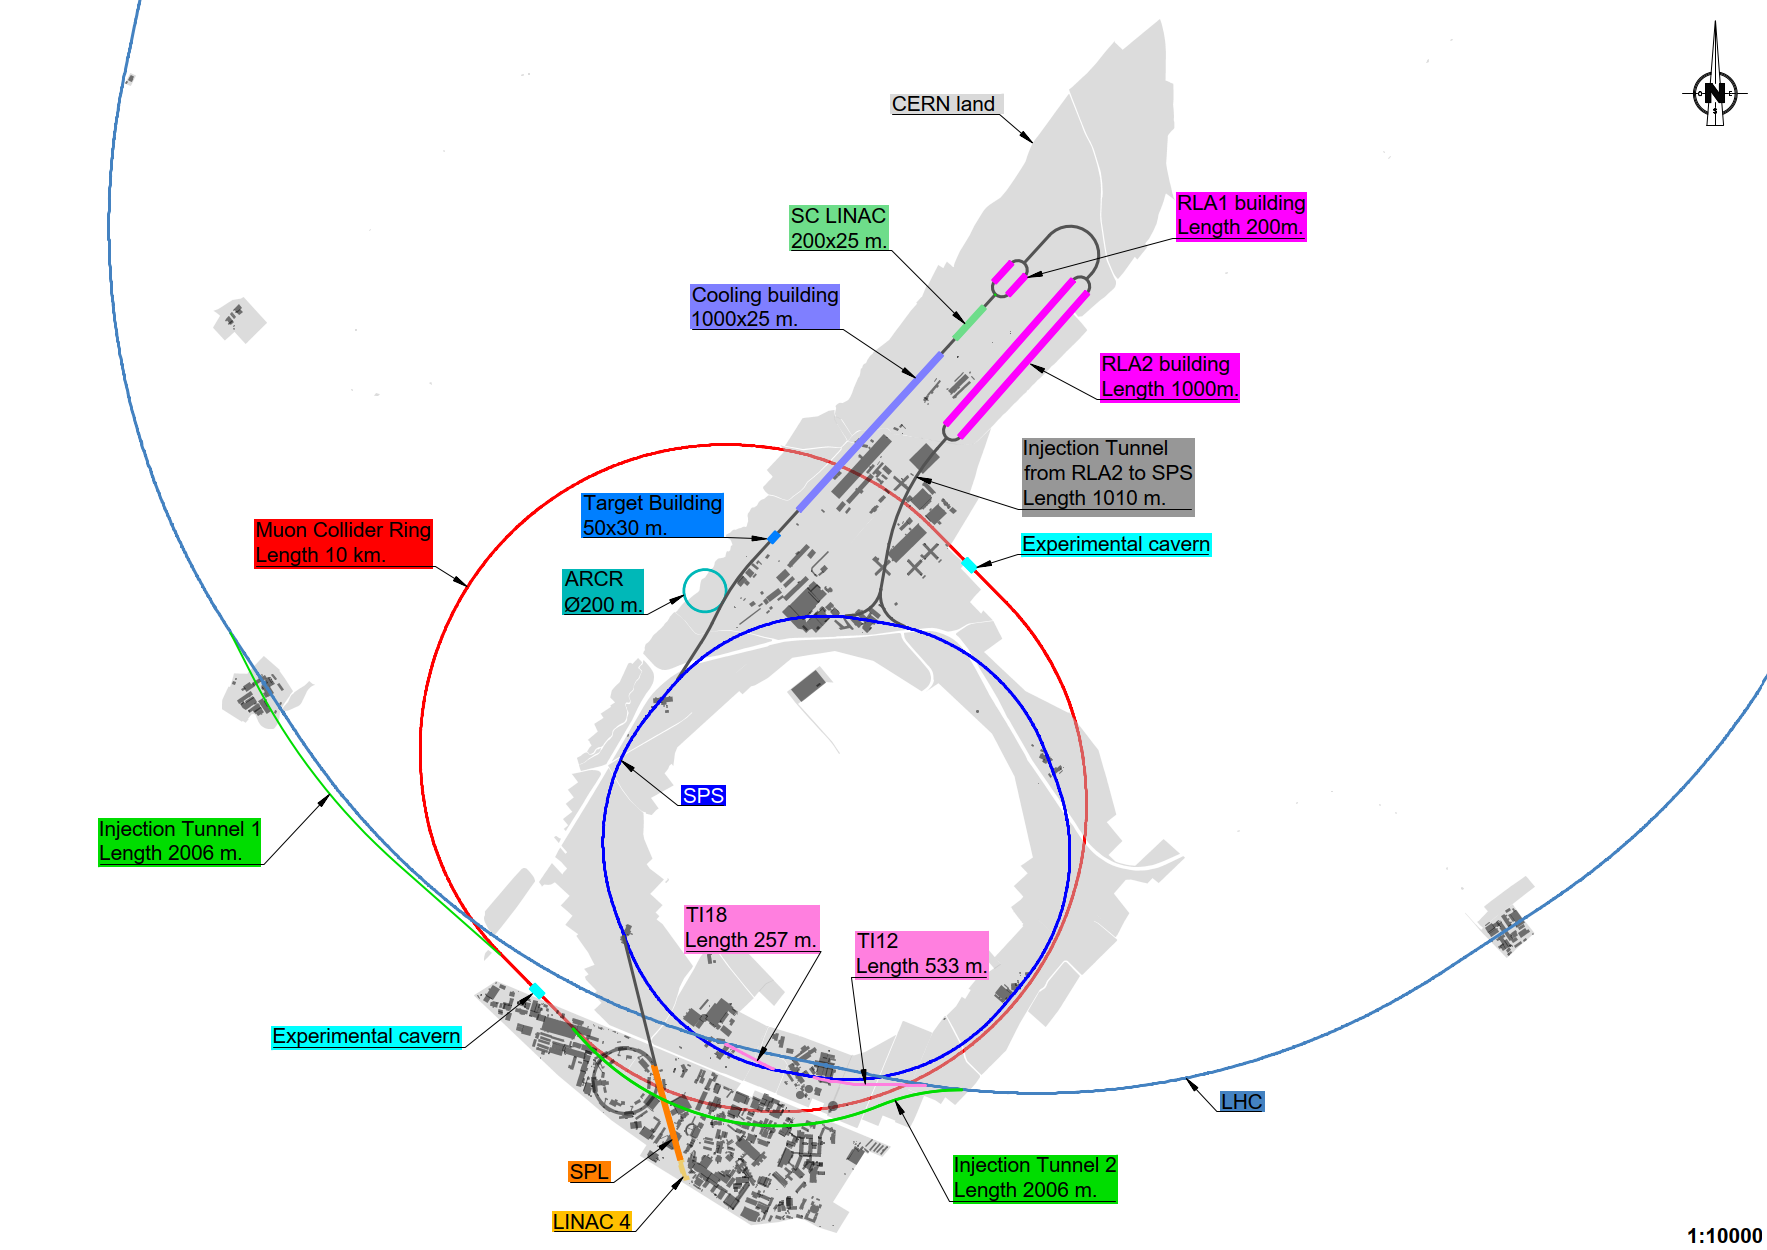 CERN land
N
S
SC LINAC
200x25 m.
RLA1 building
Length 200m.
Cooling building
1000x25 m.
RLA2 building
Length 1000m.
Injection Tunnel
from RLA2 to SPS
Length 1010 m.
Target Building
50x30 m.
Muon Collider Ring
Length 10 km.
Experimental cavern
ARCR
Ø200 m.
SPS
Injection Tunnel 1
Length 2006 m.
TI18
Length 257 m.
TI12
Length 533 m.
Experimental cavern
LHC
SPL
Injection Tunnel 2
Length 2006 m.
LINAC 4
1:10000